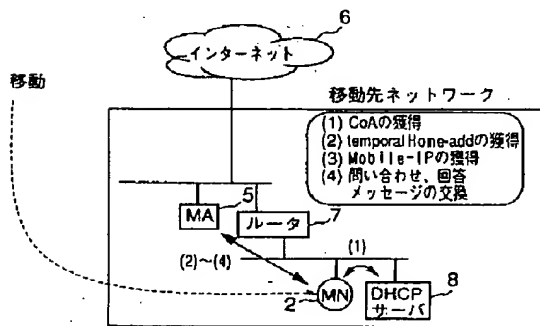 6
インターネット
移動
移動先ネットワーク
(1) CoAの獲得
(2) temporal Home-addの獲得
(3) Mobile-IPの獲得
(4) 問い合わせ、回答
メッセージの交換
5
MA
ルータ
7
(1)
(2)~(4)
2
MN
DHCP
サーバ
8